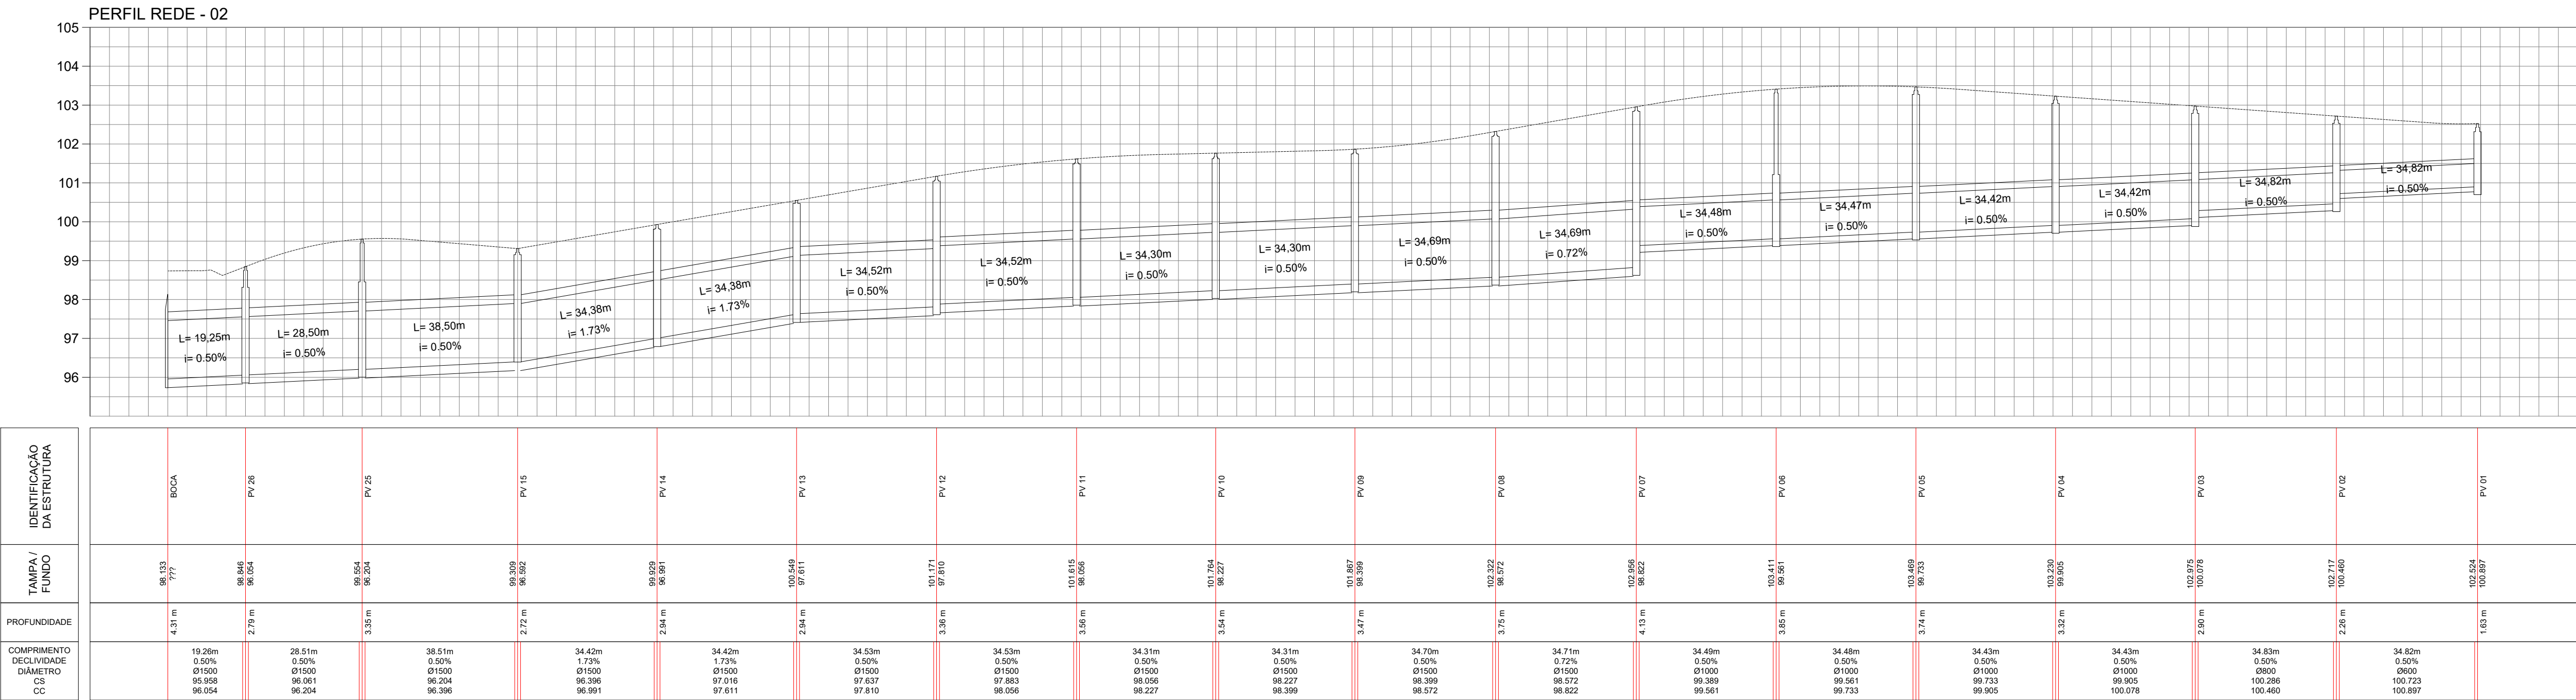 PERFIL REDE - 02
105
104
103
102
101
100
99
98
97
96
L= 19,25m
i= 0.50%
L= 28,50m
i= 0.50%
L= 38,50m
i= 0.50%
L= 34,38m
i= 1.73%
L= 34,38m
i= 1.73%
L= 34,52m
i= 0.50%
L= 34,52m
i= 0.50%
L= 34,30m
i= 0.50%
L= 34,30m
i= 0.50%
L= 34,69m
i= 0.50%
L= 34,69m
i= 0.72%
L= 34,48m
i= 0.50%
L= 34,47m
i= 0.50%
L= 34,42m
i= 0.50%
L= 34,42m
i= 0.50%
L= 34,82m
i= 0.50%
L= 34,82m
i= 0.50%
IDENTIFICAÇÃO
DA ESTRUTURA
BOCA
PV 26
PV 25
PV 15
PV 14
PV 13
PV 12
PV 11
PV 10
PV 09
PV 08
PV 07
PV 06
PV 05
PV 04
PV 03
PV 02
PV 01
TAMPA /
FUNDO
98.133
???
98.846
96.054
99.554
96.204
99.309
96.592
99.929
96.991
100.549
97.611
101.171
97.810
101.615
98.056
101.764
98.227
101.867
98.399
102.322
98.572
102.956
98.822
103.411
99.561
103.469
99.733
103.230
99.905
102.975
100.078
102.717
100.460
102.524
100.897
PROFUNDIDADE
4.31 m
2.79 m
3.35 m
2.72 m
2.94 m
2.94 m
3.36 m
3.56 m
3.54 m
3.47 m
3.75 m
4.13 m
3.85 m
3.74 m
3.32 m
2.90 m
2.26 m
1.63 m
COMPRIMENTO
DECLIVIDADE
DIÂMETRO
CS
CC
19.26m
0.50%
Ø1500
95.958
96.054
28.51m
0.50%
Ø1500
96.061
96.204
38.51m
0.50%
Ø1500
96.204
96.396
34.42m
1.73%
Ø1500
96.396
96.991
34.42m
1.73%
Ø1500
97.016
97.611
34.53m
0.50%
Ø1500
97.637
97.810
34.53m
0.50%
Ø1500
97.883
98.056
34.31m
0.50%
Ø1500
98.056
98.227
34.31m
0.50%
Ø1500
98.227
98.399
34.70m
0.50%
Ø1500
98.399
98.572
34.71m
0.72%
Ø1500
98.572
98.822
34.49m
0.50%
Ø1000
99.389
99.561
34.48m
0.50%
Ø1000
99.561
99.733
34.43m
0.50%
Ø1000
99.733
99.905
34.43m
0.50%
Ø1000
99.905
100.078
34.83m
0.50%
Ø800
100.286
100.460
34.82m
0.50%
Ø600
100.723
100.897